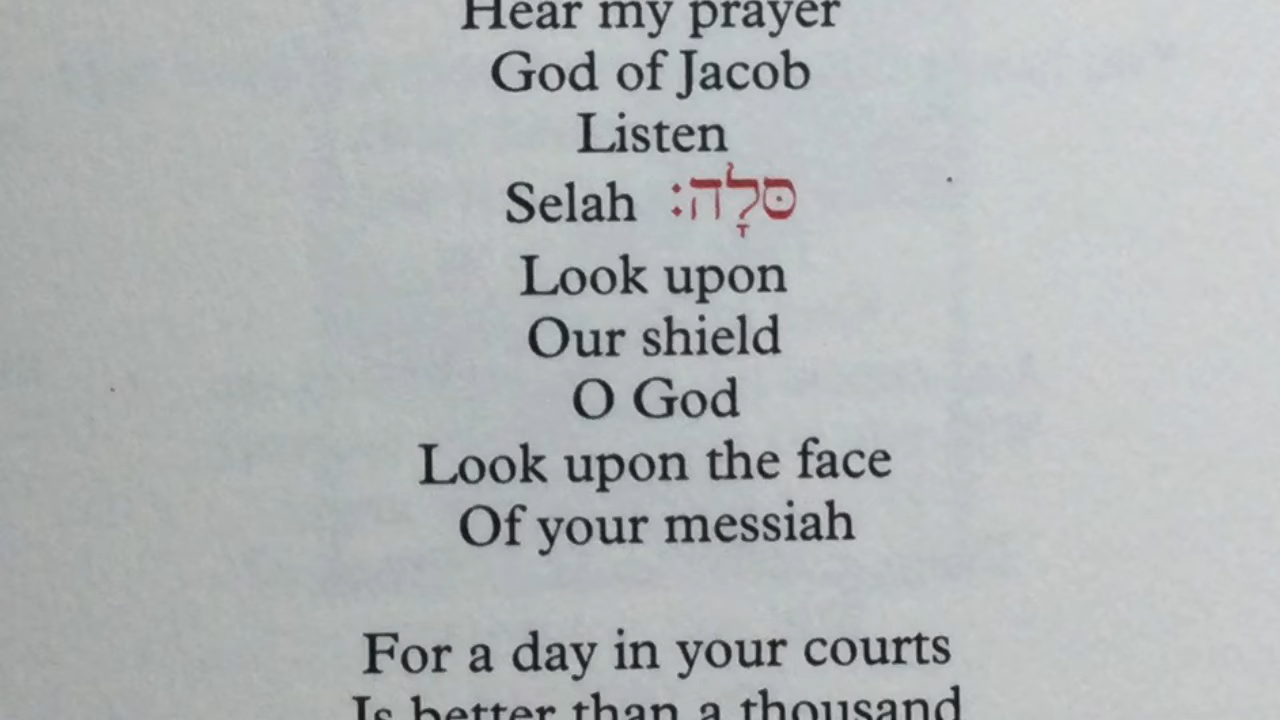 Hear my prayer
God of Jacob
Listen
Selah סּלָה׃
Look upon
Our shield
O God
Look upon the face
Of your messiah
For a day in your courts
Is better than a thousand